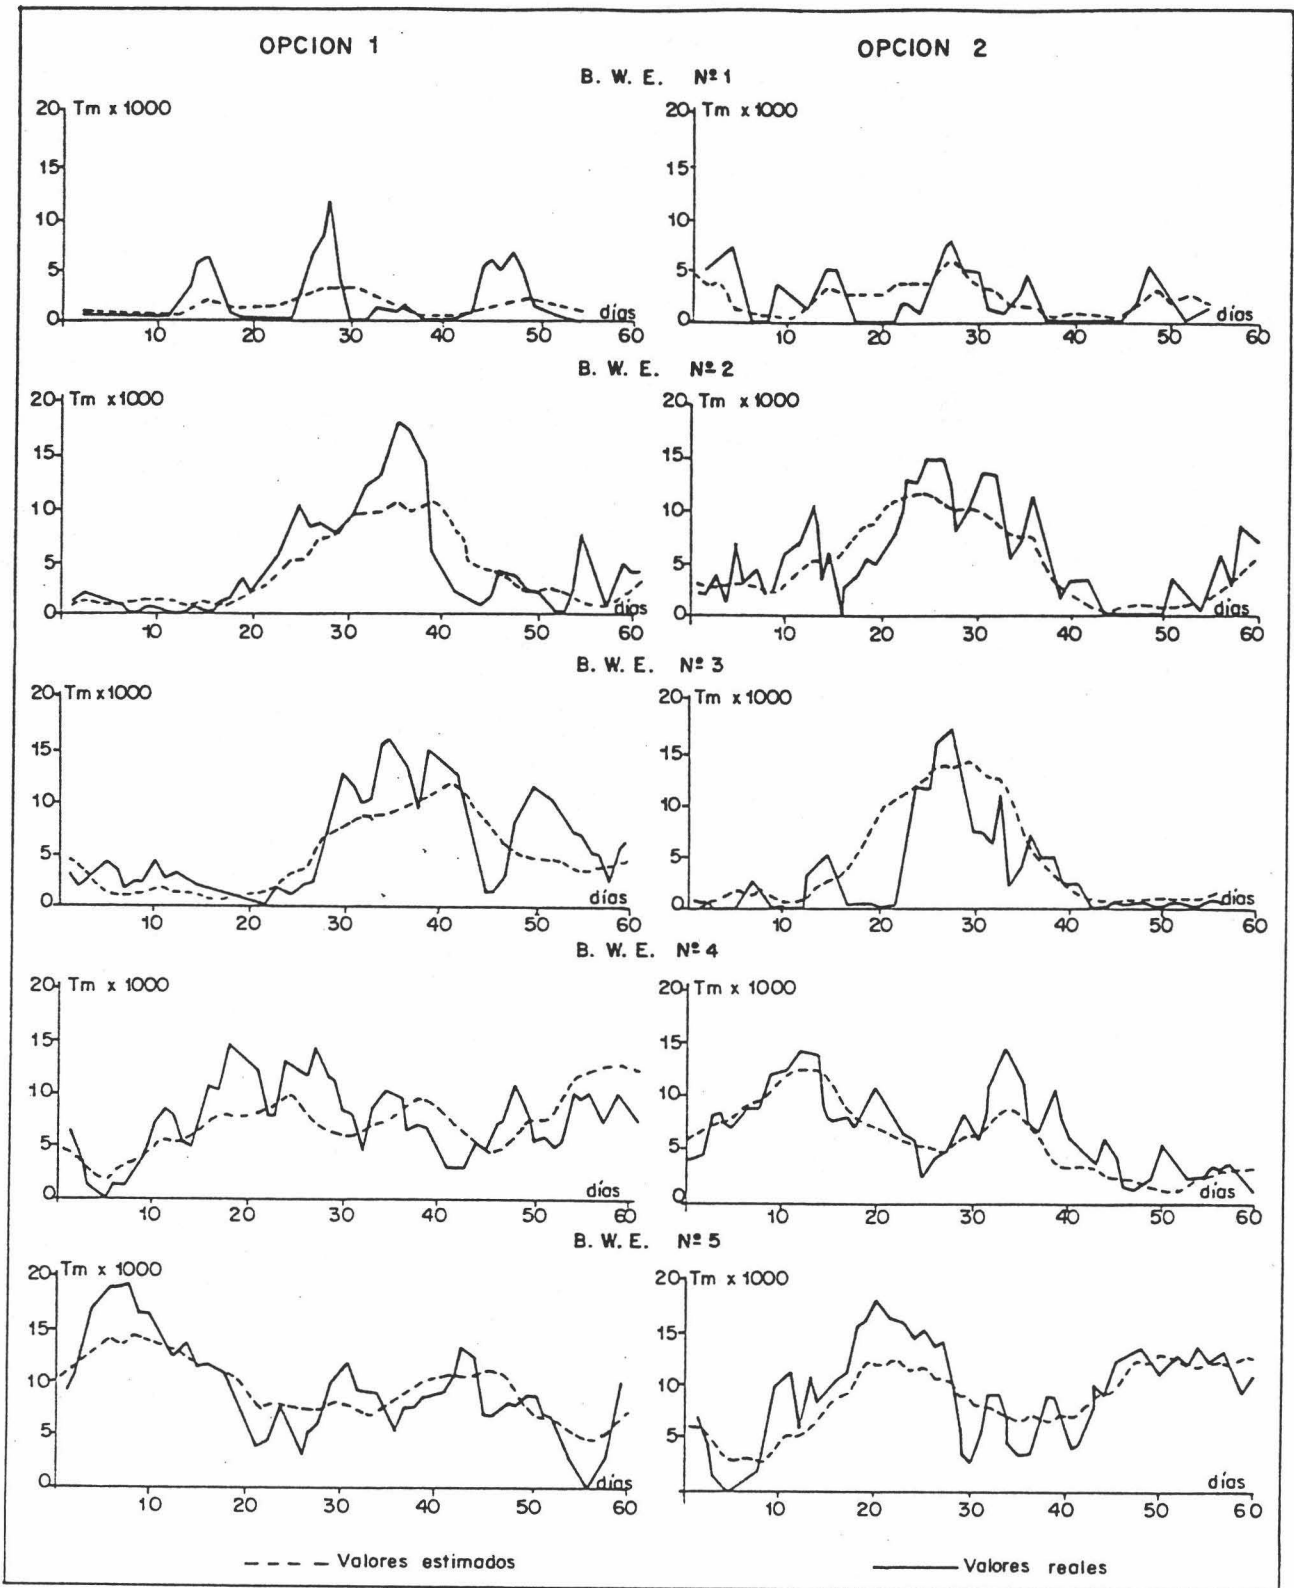 OPCION 1 OPCION 2
B. W. E. Nº 1
20 Tm x 1000 20 Tm x 1000
15 15
10 10
5 5
0 días 0 días
10 20 30 40 50 60 10 20 30 40 50 60
B. W. E. Nº 2
20 Tm x1000 20 Tm x1000
15 15
10 10
5 5
0 días 0 días
10 20 30 40 50 60 10 20 30 40 50 60
B. W. E. Nº 3
20 Tm x1000 20 Tm x1000
15 15
10 10
5 5
0 días 0 días
10 20 30 40 50 60 10 20 30 40 50 60
B. W. E. Nº 4
20 Tm x 1000 20 Tm x 1000
15 15
10 10
5 5
0 días 0 días
10 20 30 40 50 60 10 20 30 40 50 60
B. W. E. Nº 5
20 Tm x 1000 20 Tm x 1000
15 15
10 10
5 5
0 días días
10 20 30 40 50 60 10 20 30 40 50 60
Valores estimados Valores reales